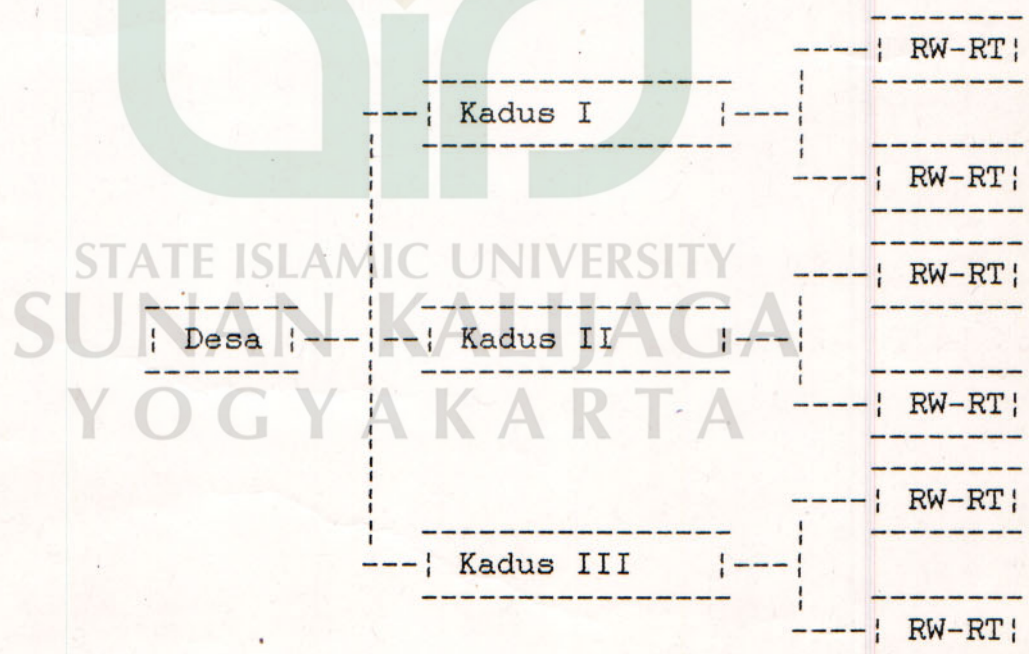 RW-RT
Kadus I
RW-RT
STATE ISLAMIC UNIVERSITY
RW-RT
SUNAN KALIJAGA
Desa Kadus II
YOGYAKARTA
RW-RT
RW-RT
Kadus III
RW-RT